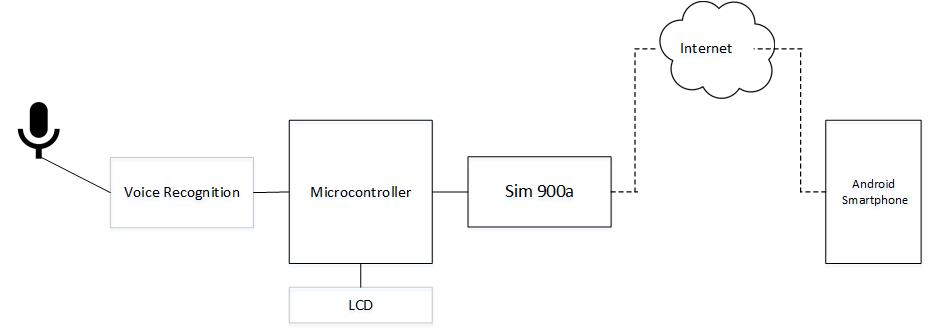 Internet
Voice Recognition
Microcontroller
Sim 900a
Android
Smartphone
LCD